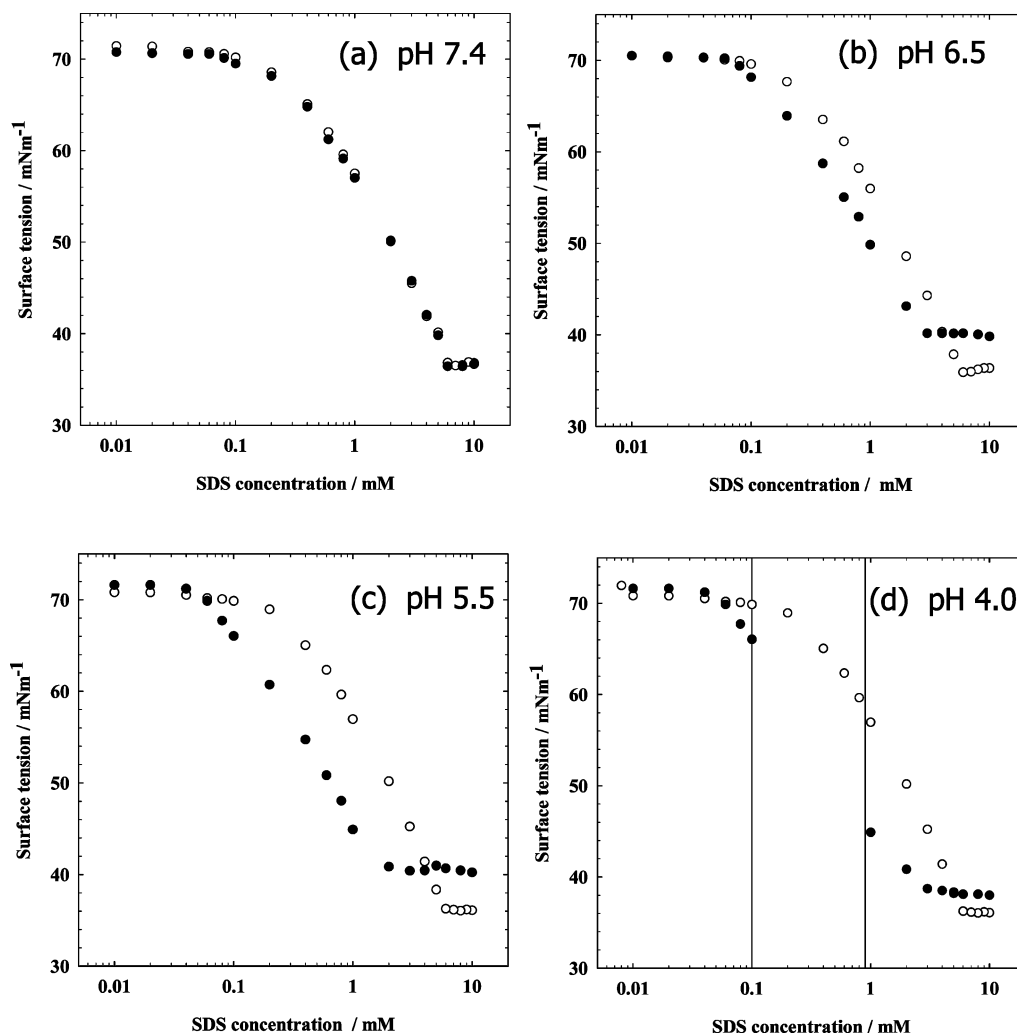 (a) pH 7.4
(b) pH 6.5
70
60
50
40
30
70
60
50
40
30
Surface tension / mNm-1
Surface tension / mNm-1
0.01 0.1 1 10
0.01 0.1 1 10
SDS concentration / mM
SDS concentration / mM
(c) pH 5.5
(d) pH 4.0
70
60
50
40
30
70
60
50
40
30
Surface tension / mNm-1
Surface tension / mNm-1
0.01 0.1 1 10
0.01 0.1 1 10
SDS concentration / mM
SDS concentration / mM